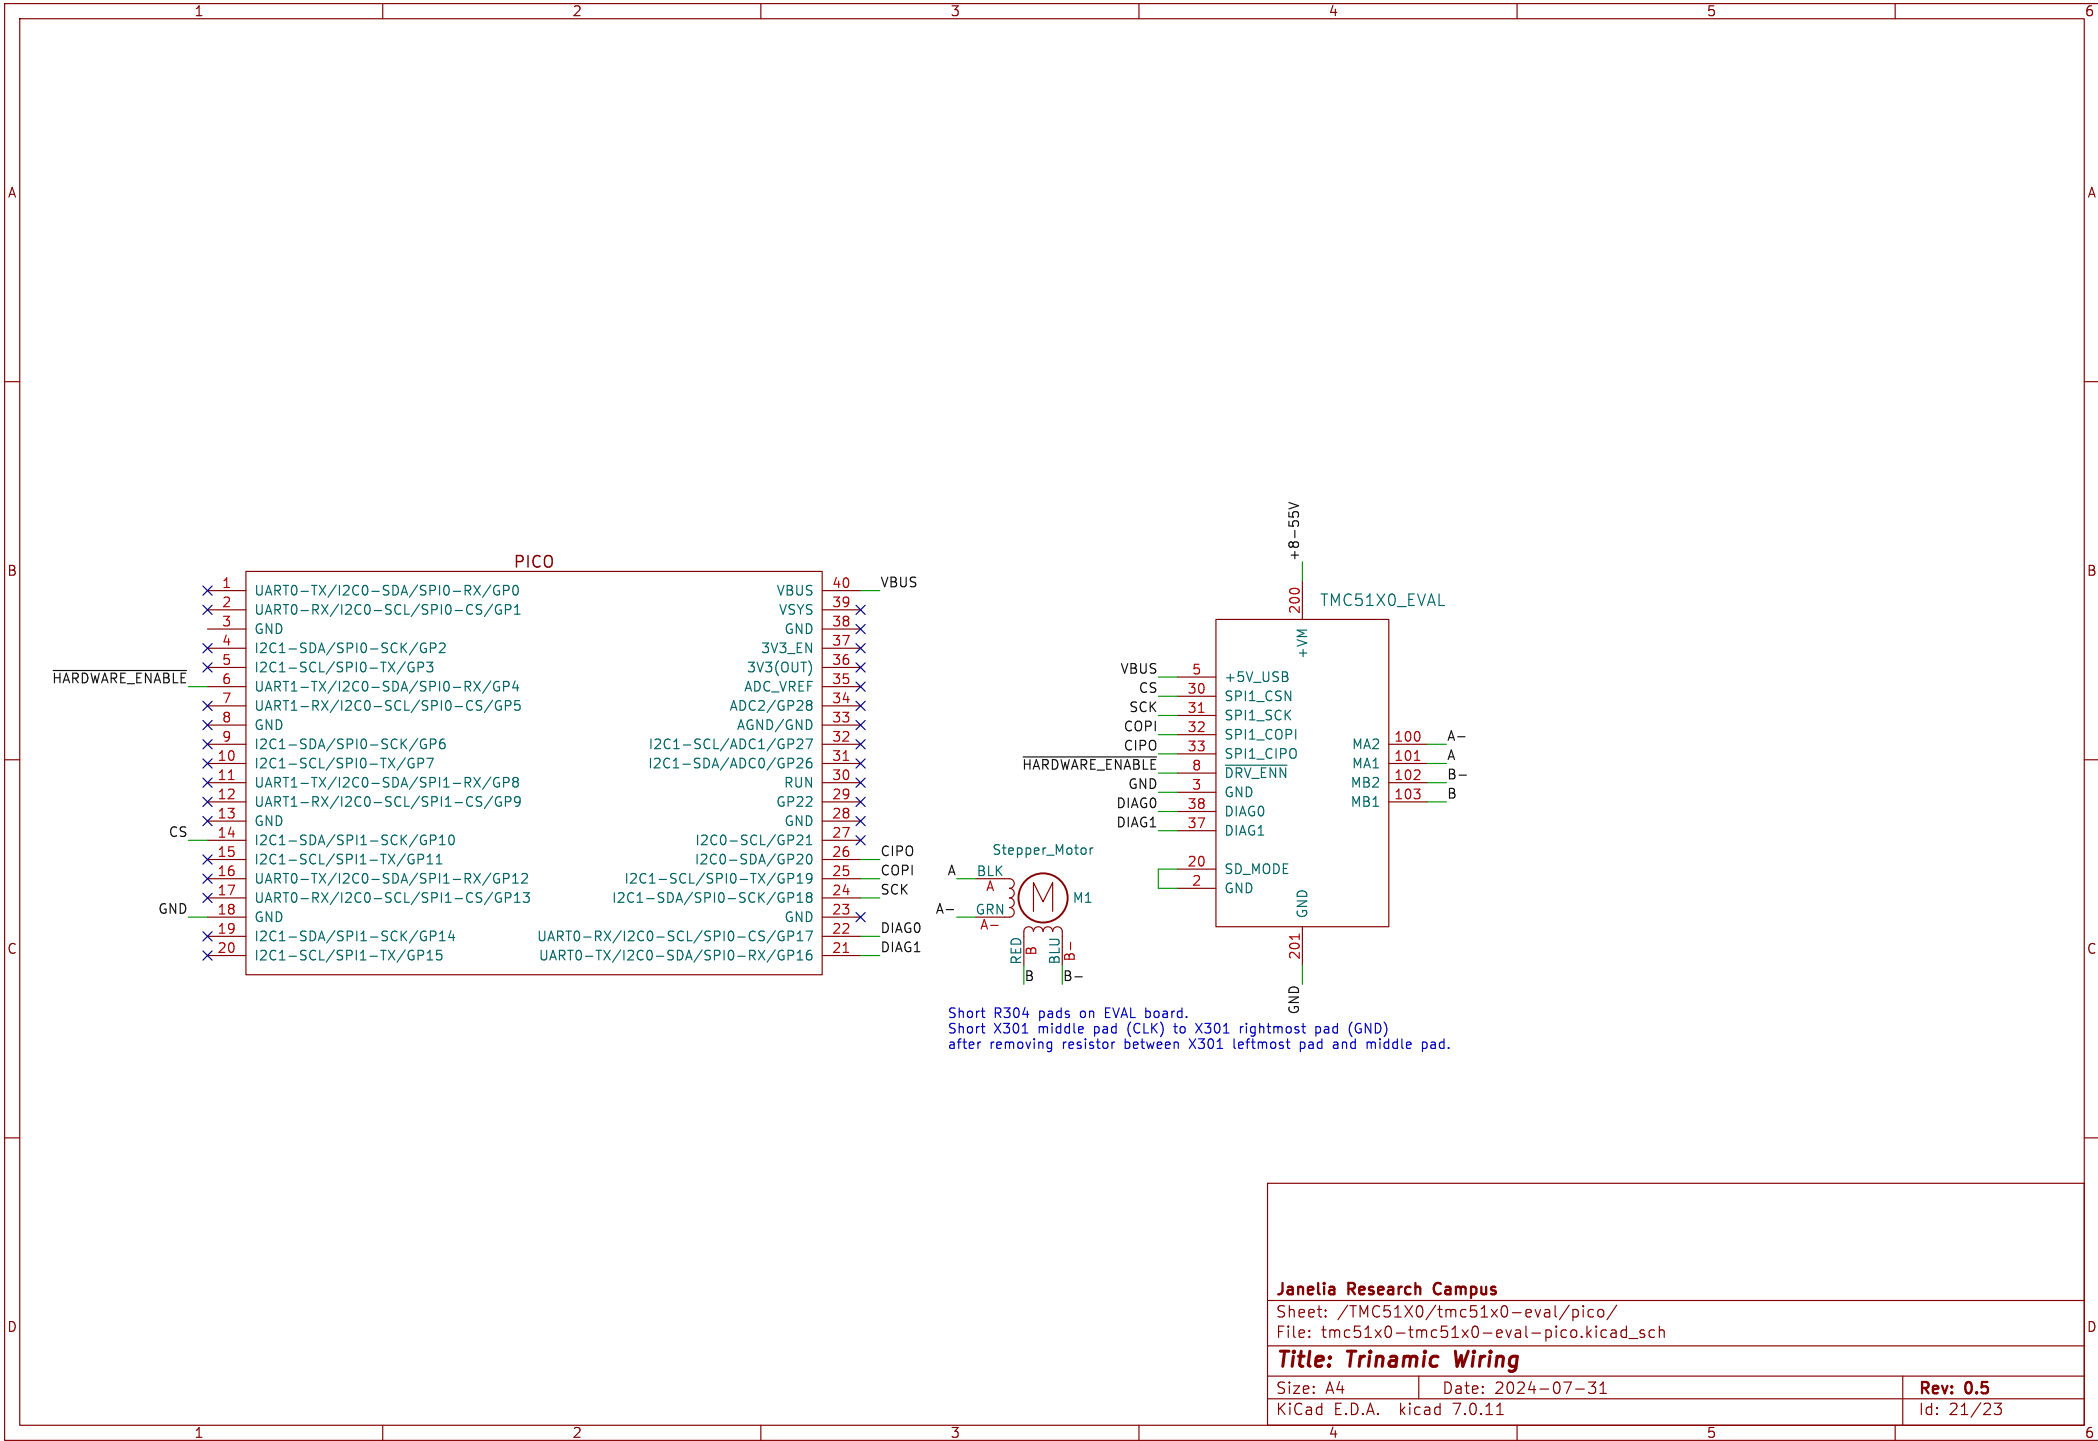 1 2 3 4 5 6
A A
B B
C C
D D
PICO
1 UART0-TX/I2C0-SDA/SPI0-RX/GP0
2 UART0-RX/I2C0-SCL/SPI0-CS/GP1
3 GND
4 I2C1-SDA/SPI0-SCK/GP2
5 I2C1-SCL/SPI0-TX/GP3
HARDWARE_ENABLE 6 UART1-TX/I2C0-SDA/SPI0-RX/GP4
7 UART1-RX/I2C0-SCL/SPI0-CS/GP5
8 GND
9 I2C1-SDA/SPI0-SCK/GP6
10 I2C1-SCL/SPI0-TX/GP7
11 UART1-TX/I2C0-SDA/SPI1-RX/GP8
12 UART1-RX/I2C0-SCL/SPI1-CS/GP9
13 GND
CS 14 I2C1-SDA/SPI1-SCK/GP10
15 I2C1-SCL/SPI1-TX/GP11
16 UART0-TX/I2C0-SDA/SPI1-RX/GP12
17 UART0-RX/I2C0-SCL/SPI1-CS/GP13
GND 18 GND
19 I2C1-SDA/SPI1-SCK/GP14
20 I2C1-SCL/SPI1-TX/GP15
VBUS 40 VBUS
VSYS 39
GND 38
3V3_EN 37
3V3(OUT) 36
ADC_VREF 35
ADC2/GP28 34
AGND/GND 33
I2C1-SCL/ADC1/GP27 32
I2C1-SDA/ADC0/GP26 31
RUN 30
GP22 29
GND 28
I2C0-SCL/GP21 27
I2C0-SDA/GP20 26 CIPO
I2C1-SCL/SPI0-TX/GP19 25 COPI
I2C1-SDA/SPI0-SCK/GP18 24 SCK
GND 23
UART0-RX/I2C0-SCL/SPI0-CS/GP17 22 DIAG0
UART0-TX/I2C0-SDA/SPI0-RX/GP16 21 DIAG1
Stepper_Motor
A BLK A
M M1
A- GRN A-
RED B BLU B-
B B-
+8-55V
200 TMC51X0_EVAL
+VM
VBUS 5 +5V_USB
CS 30 SPI1_CSN
SCK 31 SPI1_SCK
COPI 32 SPI1_COPI
CIPO 33 SPI1_CIPO
HARDWARE_ENABLE 8 DRV_ENN
GND 3 GND
DIAG0 38 DIAG0
DIAG1 37 DIAG1
20 SD_MODE
2 GND
MA2 100 A-
MA1 101 A
MB2 102 B-
MB1 103 B
GND
201
GND
Short R304 pads on EVAL board.
Short X301 middle pad (CLK) to X301 rightmost pad (GND)
after removing resistor between X301 leftmost pad and middle pad.
Janelia Research Campus
Sheet: /TMC51X0/tmc51x0-eval/pico/
File: tmc51x0-tmc51x0-eval-pico.kicad_sch
Title: Trinamic Wiring
Size: A4 Date: 2024-07-31 Rev: 0.5
KiCad E.D.A. kicad 7.0.11 Id: 21/23
1 2 3 4 5 6